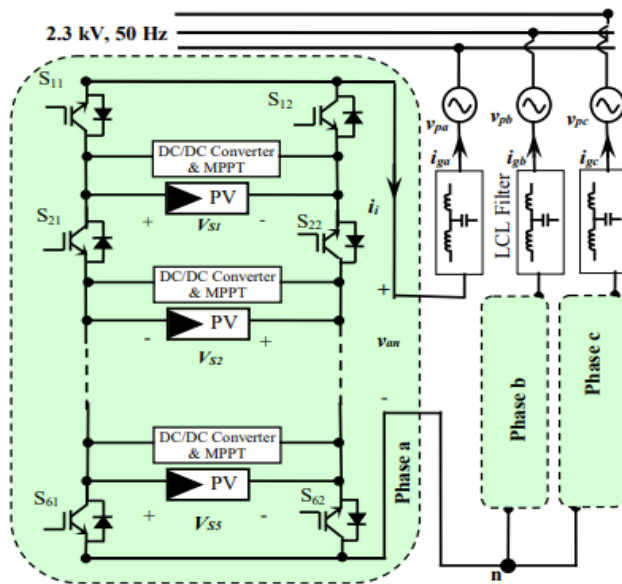 2.3 kV, 50 Hz
S11
S12
vpa
vpb
vpc
DC/DC Converter
& MPPT
iga
igb
igc
PV
ii
LCL Filter
S21
+
VS1
-
S22
DC/DC Converter
& MPPT
+
PV
-
VS2
+
van
-
Phase a
Phase b
Phase c
DC/DC Converter
& MPPT
S61
PV
S62
+
VS5
-
n